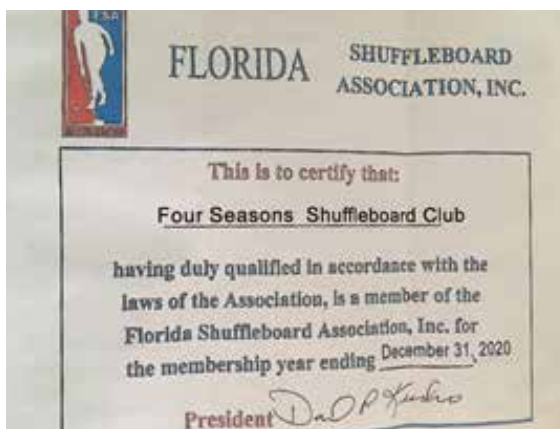 FSA
FLORIDA
SHUFFLEBOARD
ASSOCIATION, INC.
This is to certify that:
Four Seasons Shuffleboard Club
having duly qualified in accordance with the
laws of the Association, is a member of the
Florida Shuffleboard Association, Inc. for
the membership year ending December 31, 2020
President